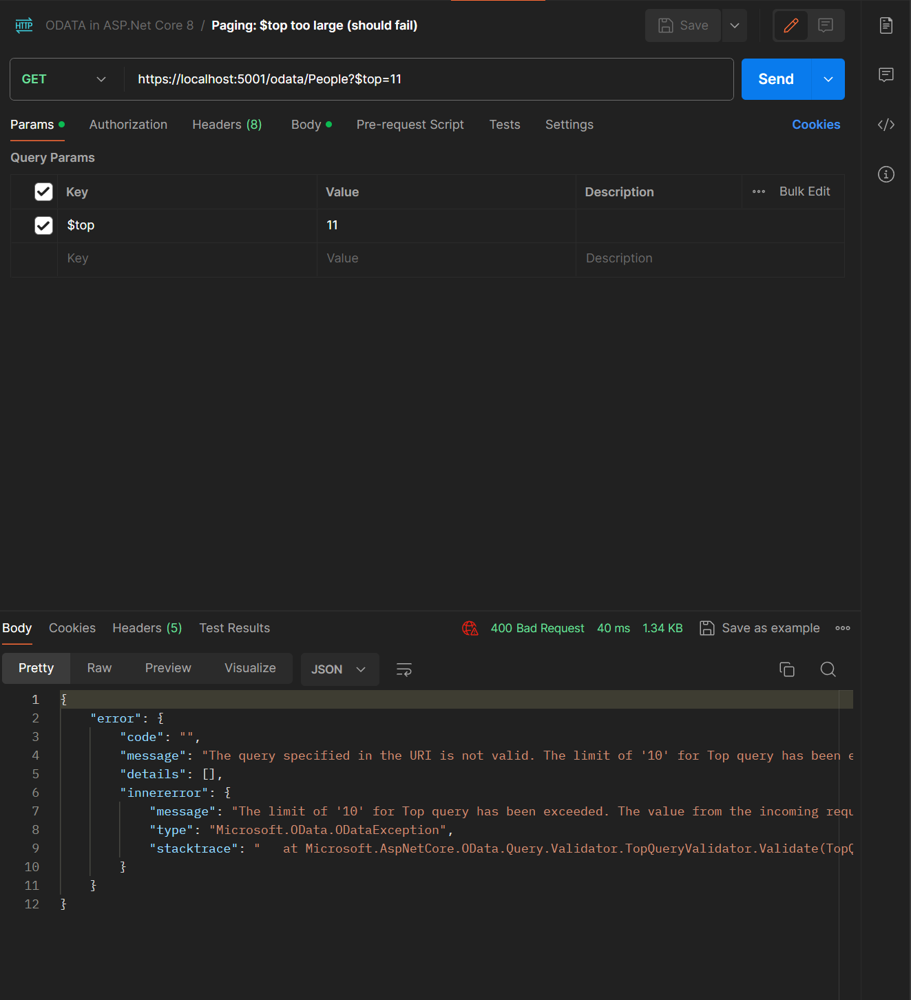 HTTP ODATA in ASP.Net Core 8 / Paging: $top too large (should fail) Save
GET https://localhost:5001/odata/People?$top=11 Send
Params Authorization Headers (8) Body Pre-request Script Tests Settings Cookies
Query Params
Key Value Description Bulk Edit
$top 11
Key Value Description
Body Cookies Headers (5) Test Results 400 Bad Request 40 ms 1.34 KB Save as example
Pretty Raw Preview Visualize JSON
1 {
2 "error": {
3 "code": "",
4 "message": "The query specified in the URI is not valid. The limit of '10' for Top query has been e
5 "details": [],
6 "innererror": {
7 "message": "The limit of '10' for Top query has been exceeded. The value from the incoming requ
8 "type": "Microsoft.OData.ODataException",
9 "stacktrace": "   at Microsoft.AspNetCore.OData.Query.Validator.TopQueryValidator.Validate(TopQ
10 }
11 }
12 }